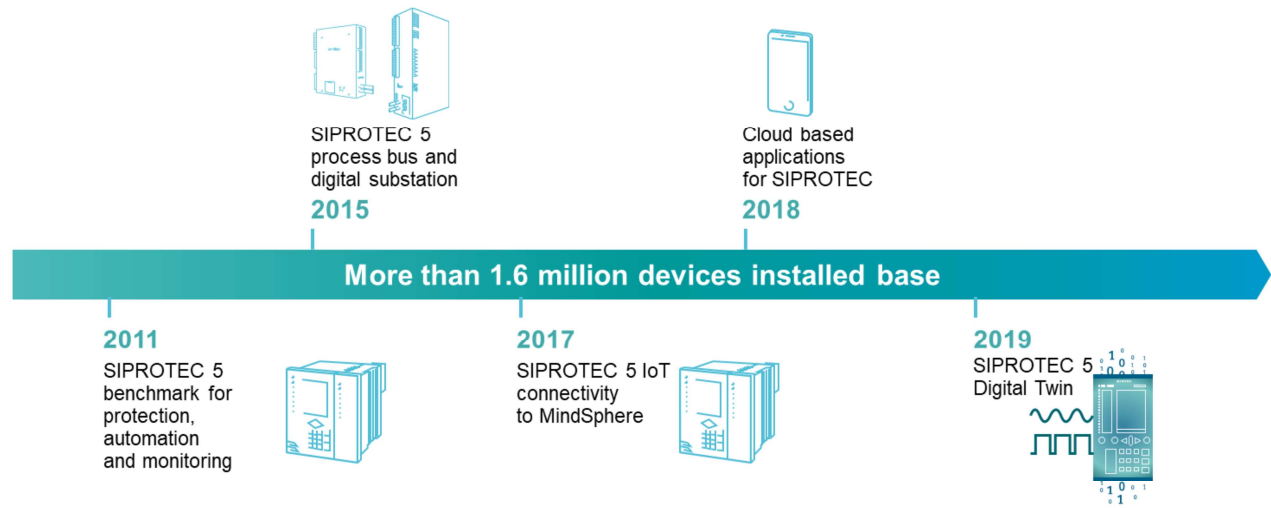 SIPROTEC 5
process bus and
digital substation
2015
Cloud based
applications
for SIPROTEC
2018
More than 1.6 million devices installed base
2011
SIPROTEC 5
benchmark for
protection,
automation
and monitoring
2017
SIPROTEC 5 IoT
connectivity
to MindSphere
2019
SIPROTEC 5
Digital Twin